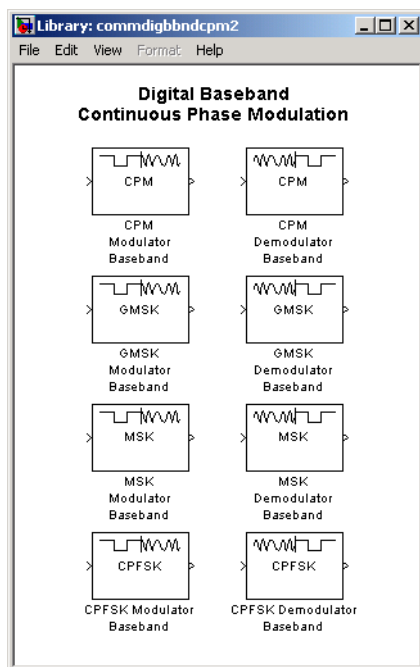 Library: commdigbbndcpm2
File Edit View Format Help
Digital Baseband
Continuous Phase Modulation
CPM CPM
CPM
Modulator
Baseband
CPM
Demodulator
Baseband
GMSK GMSK
GMSK
Modulator
Baseband
GMSK
Demodulator
Baseband
MSK MSK
MSK
Modulator
Baseband
MSK
Demodulator
Baseband
CPFSK CPFSK
CPFSK Modulator
Baseband
CPFSK Demodulator
Baseband